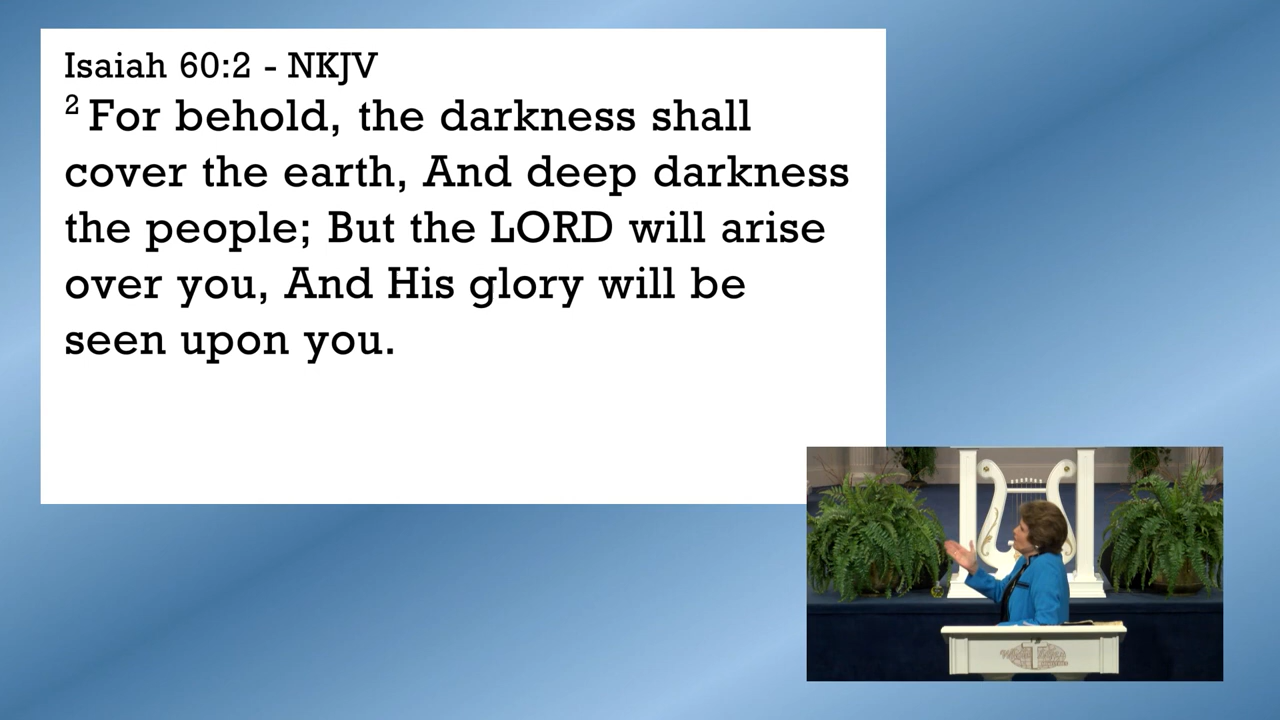 Isaiah 60:2 - NKJV
2 For behold, the darkness shall
cover the earth, And deep darkness
the people; But the LORD will arise
over you, And His glory will be
seen upon you.